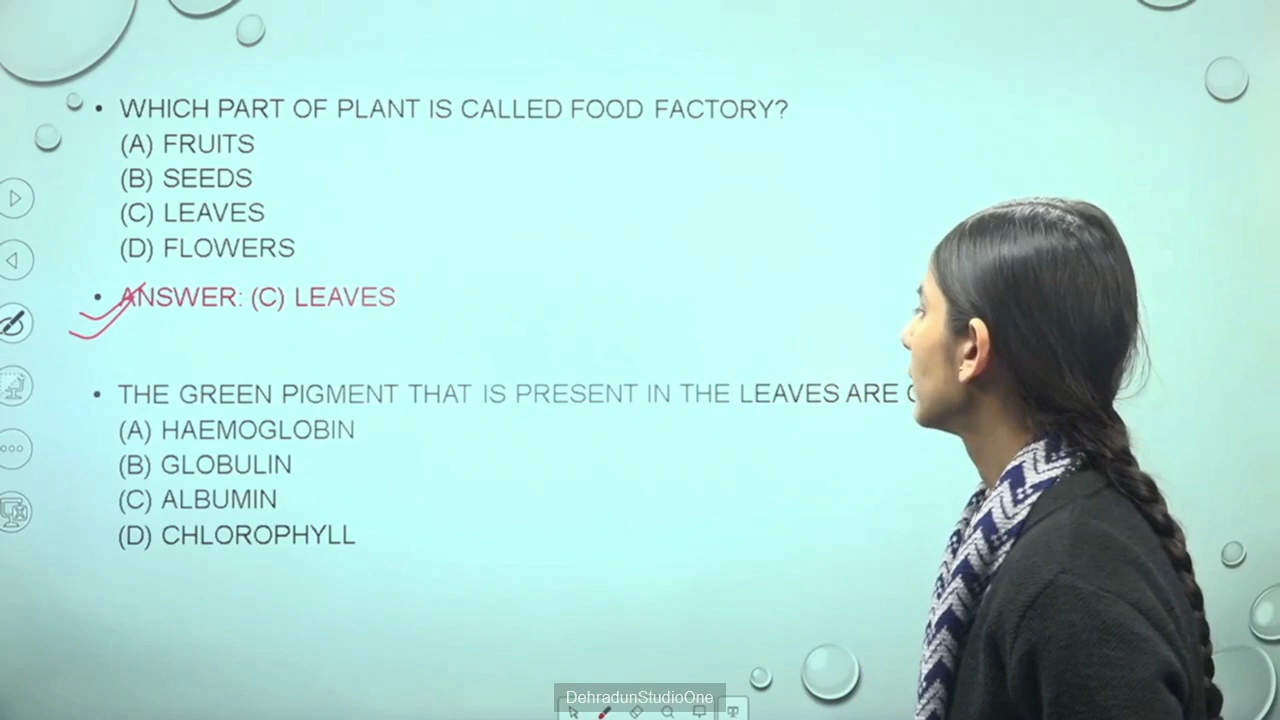 • WHICH PART OF PLANT IS CALLED FOOD FACTORY?
(A) FRUITS
(B) SEEDS
(C) LEAVES
(D) FLOWERS
• ANSWER: (C) LEAVES
• THE GREEN PIGMENT THAT IS PRESENT IN THE LEAVES ARE
(A) HAEMOGLOBIN
(B) GLOBULIN
(C) ALBUMIN
(D) CHLOROPHYLL
DehradunStudioOne